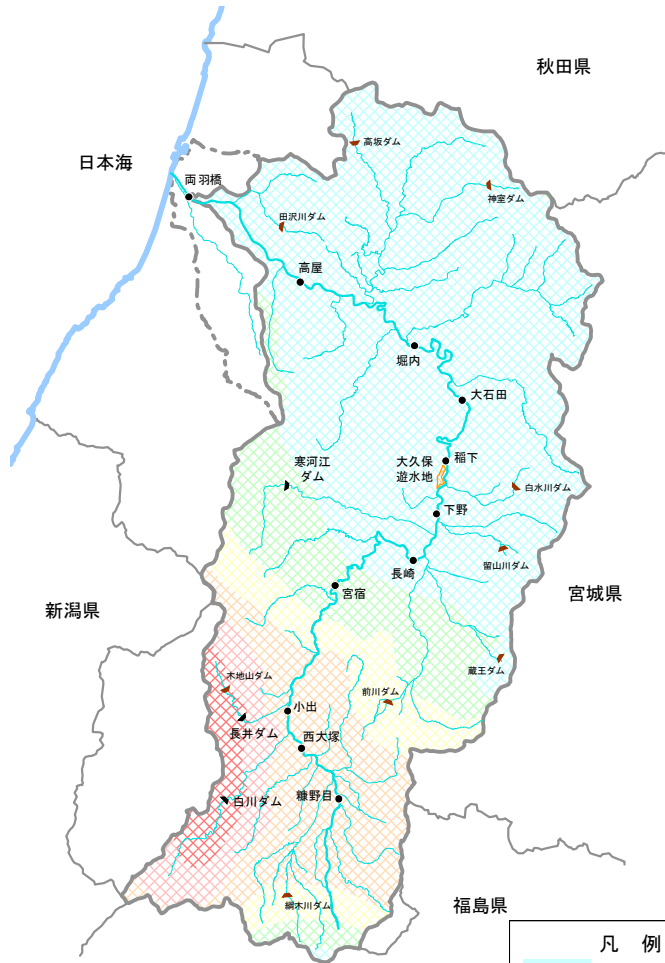 秋田県
高坂ダム
日本海
両羽橋
神室ダム
田沢川ダム
高屋
堀内
大石田
寒河江
ダム
大久保
遊水地
稲下
白水川ダム
下野
留山川ダム
長崎
宮宿
宮城県
新潟県
蔵王ダム
木地山ダム
前川ダム
小出
長井ダム
西大塚
白川ダム
糠野目
綱木川ダム
福島県
凡 例